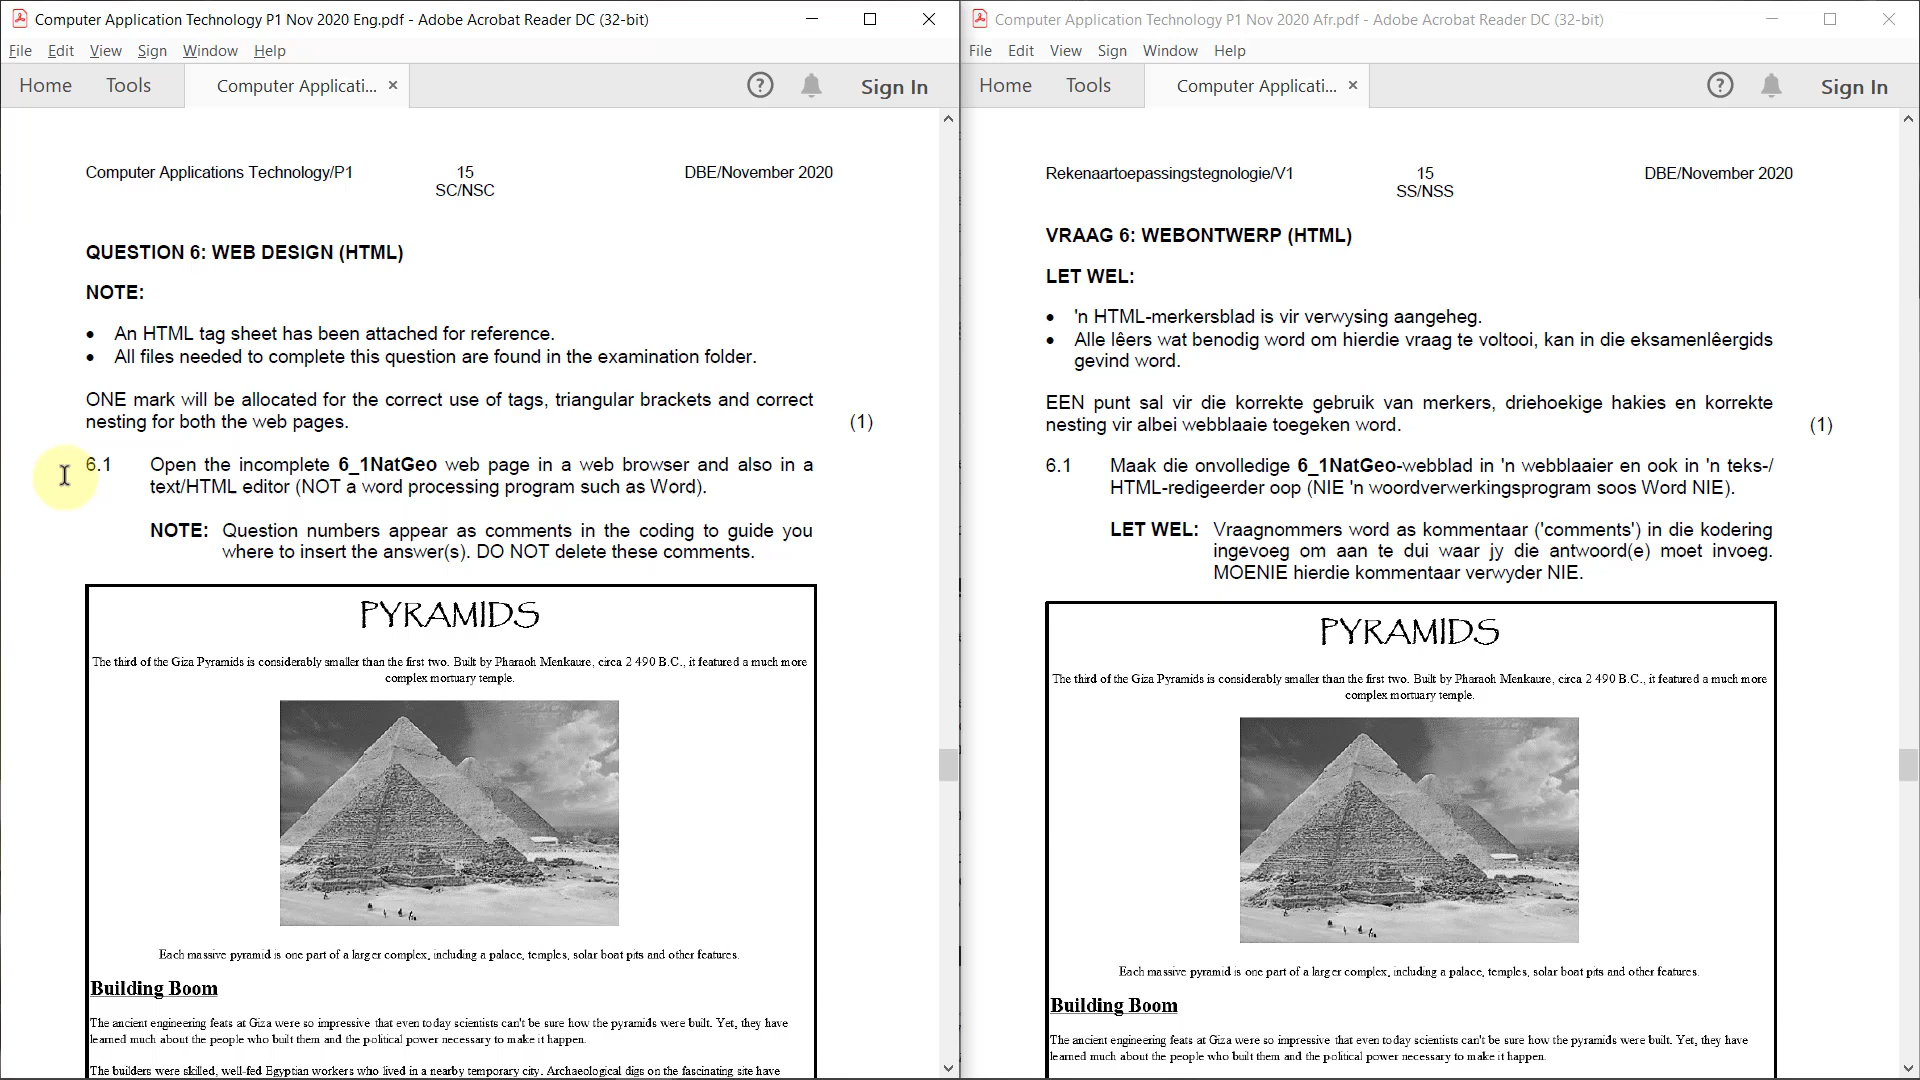 Computer Application Technology P1 Nov 2020 Eng.pdf - Adobe Acrobat Reader DC (32-bit)
File Edit View Sign Window Help
Home Tools Computer Applicati... × ? Sign In
Computer Applications Technology/P1 15 DBE/November 2020
SC/NSC
QUESTION 6: WEB DESIGN (HTML)
NOTE:
• An HTML tag sheet has been attached for reference.
• All files needed to complete this question are found in the examination folder.
ONE mark will be allocated for the correct use of tags, triangular brackets and correct
nesting for both the web pages. (1)
6.1 Open the incomplete 6_1NatGeo web page in a web browser and also in a
text/HTML editor (NOT a word processing program such as Word).
NOTE: Question numbers appear as comments in the coding to guide you
where to insert the answer(s). DO NOT delete these comments.
PYRAMIDS
The third of the Giza Pyramids is considerably smaller than the first two. Built by Pharaoh Menkaure, circa 2 490 B.C., it featured a much more
complex mortuary temple.
Each massive pyramid is one part of a larger complex, including a palace, temples, solar boat pits and other features.
Building Boom
The ancient engineering feats at Giza were so impressive that even today scientists can't be sure how the pyramids were built. Yet, they have
learned much about the people who built them and the political power necessary to make it happen.
The builders were skilled, well-fed Egyptian workers who lived in a nearby temporary city. Archaeological digs on the fascinating site have
Computer Application Technology P1 Nov 2020 Afr.pdf - Adobe Acrobat Reader DC (32-bit)
File Edit View Sign Window Help
Home Tools Computer Applicati... × ? Sign In
Rekenaartoepassingstegnologie/V1 15 DBE/November 2020
SS/NSS
VRAAG 6: WEBONTWERP (HTML)
LET WEL:
• 'n HTML-merkersblad is vir verwysing aangeheg.
• Alle lêers wat benodig word om hierdie vraag te voltooi, kan in die eksamenlêergids
gevind word.
EEN punt sal vir die korrekte gebruik van merkers, driehoekige hakies en korrekte
nesting vir albei webblaaie toegeken word. (1)
6.1 Maak die onvolledige 6_1NatGeo-webblad in 'n webblaaier en ook in 'n teks-/
HTML-redigeerder oop (NIE 'n woordverwerkingsprogram soos Word NIE).
LET WEL: Vraagnommers word as kommentaar ('comments') in die kodering
ingevoeg om aan te dui waar jy die antwoord(e) moet invoeg.
MOENIE hierdie kommentaar verwyder NIE.
PYRAMIDS
The third of the Giza Pyramids is considerably smaller than the first two. Built by Pharaoh Menkaure, circa 2 490 B.C., it featured a much more
complex mortuary temple.
Each massive pyramid is one part of a larger complex, including a palace, temples, solar boat pits and other features.
Building Boom
The ancient engineering feats at Giza were so impressive that even today scientists can't be sure how the pyramids were built. Yet, they have
learned much about the people who built them and the political power necessary to make it happen.